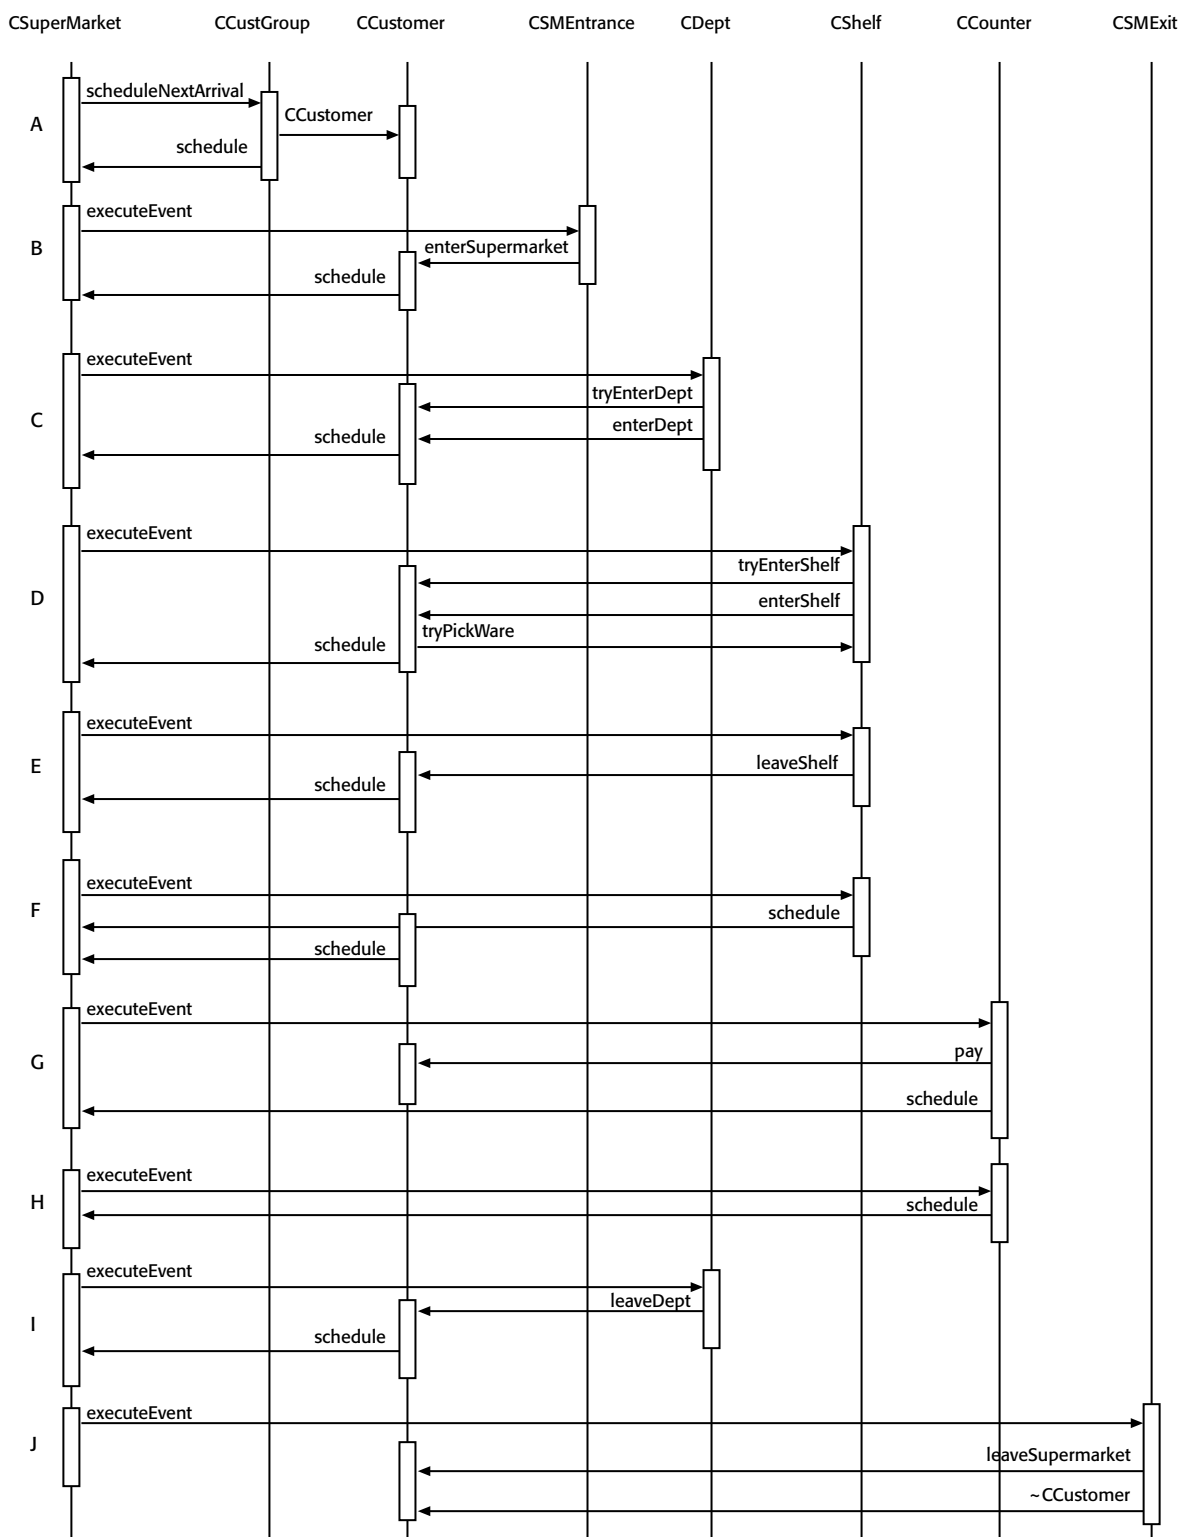 CSuperMarket CCustGroup CCustomer CSMEntrance CDept CShelf CCounter CSMExit
scheduleNextArrival
CCustomer
A
schedule
executeEvent
B
enterSupermarket
schedule
executeEvent
tryEnterDept
C
enterDept
schedule
executeEvent
tryEnterShelf
D
enterShelf
tryPickWare
schedule
executeEvent
leaveShelf
E
schedule
executeEvent
F
schedule
schedule
executeEvent
pay
G
schedule
executeEvent
H
schedule
executeEvent
leaveDept
I
schedule
executeEvent
J
leaveSupermarket
~CCustomer